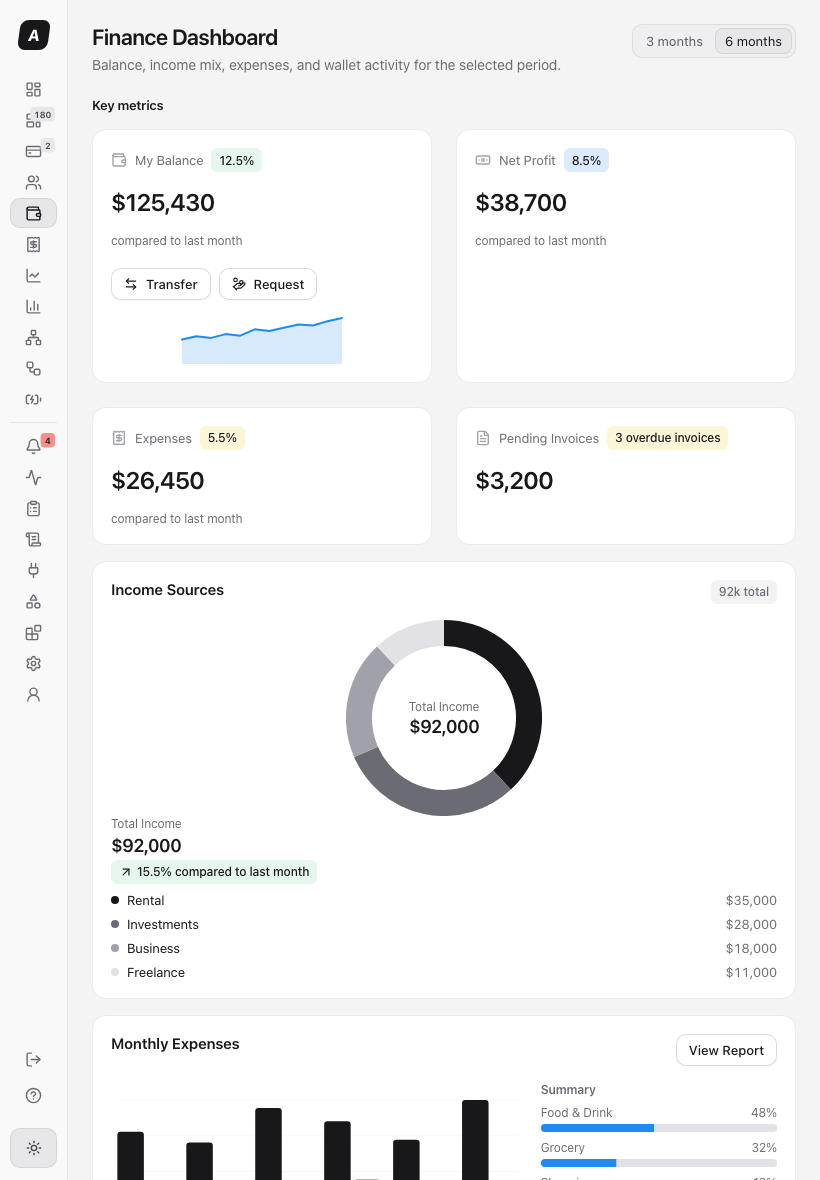 A
180
2
4
Finance Dashboard
Balance, income mix, expenses, and wallet activity for the selected period.
3 months
6 months
Key metrics
My Balance 12.5%
$125,430
compared to last month
Transfer
Request
Net Profit 8.5%
$38,700
compared to last month
Expenses 5.5%
$26,450
compared to last month
Pending Invoices 3 overdue invoices
$3,200
Income Sources
92k total
Total Income
$92,000
Total Income
$92,000
15.5% compared to last month
Rental $35,000
Investments $28,000
Business $18,000
Freelance $11,000
Monthly Expenses
View Report
Summary
Food & Drink 48%
Grocery 32%